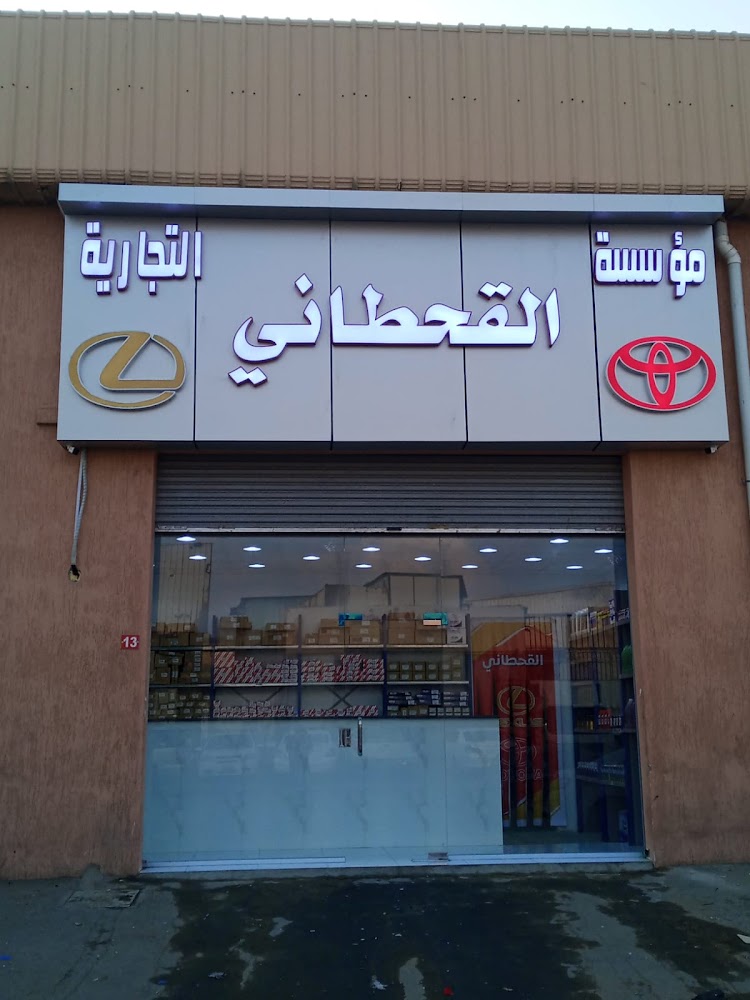 مؤسسة
القحطاني
التجارية
13
القحطاني